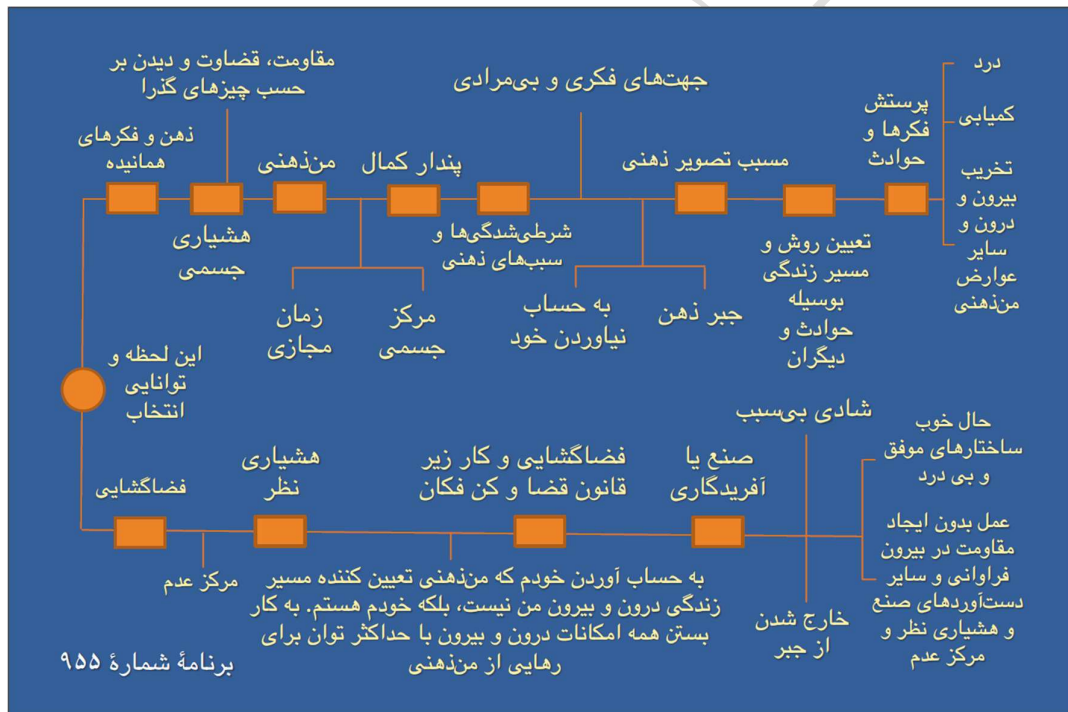 مقاومت، قضاوت و دیدن بر
حسب چیزهای گذرا
ذهن و فکرهای
همانیده
هشیاری
جسمی
من‌ذهنی
زمان
مجازی
مرکز
جسمی
پندار کمال
شرطی‌شدگی‌ها و
سبب‌های ذهنی
جهت‌های فکری و بی‌مرادی
به حساب
نیاوردن خود
جبر ذهن
مسبب تصویر ذهنی
تعیین روش و
مسیر زندگی
بوسیله
حوادث و
دیگران
پرستش
فکرها و
حوادث
درد
کمیابی
تخریب
بیرون و
درون و
سایر
عوارض
من‌ذهنی
این لحظه و
توانایی
انتخاب
فضاگشایی
مرکز عدم
هشیاری
نظر
به حساب آوردن خودم که من‌ذهنی تعیین کننده مسیر
زندگی درون و بیرون من نیست، بلکه خودم هستم. به کار
بستن همه امکانات درون و بیرون با حداکثر توان برای
رهایی از من‌ذهنی
فضاگشایی و کار زیر
قانون قضا و کن فکان
صنع یا
آفریدگاری
شادی بی‌سبب
خارج شدن
از جبر
حال خوب
ساختارهای موفق
و بی درد
عمل بدون ایجاد
مقاومت در بیرون
فراوانی و سایر
دست‌آوردهای صنع
و هشیاری نظر و
مرکز عدم
برنامهٔ شمارهٔ ۹۵۵